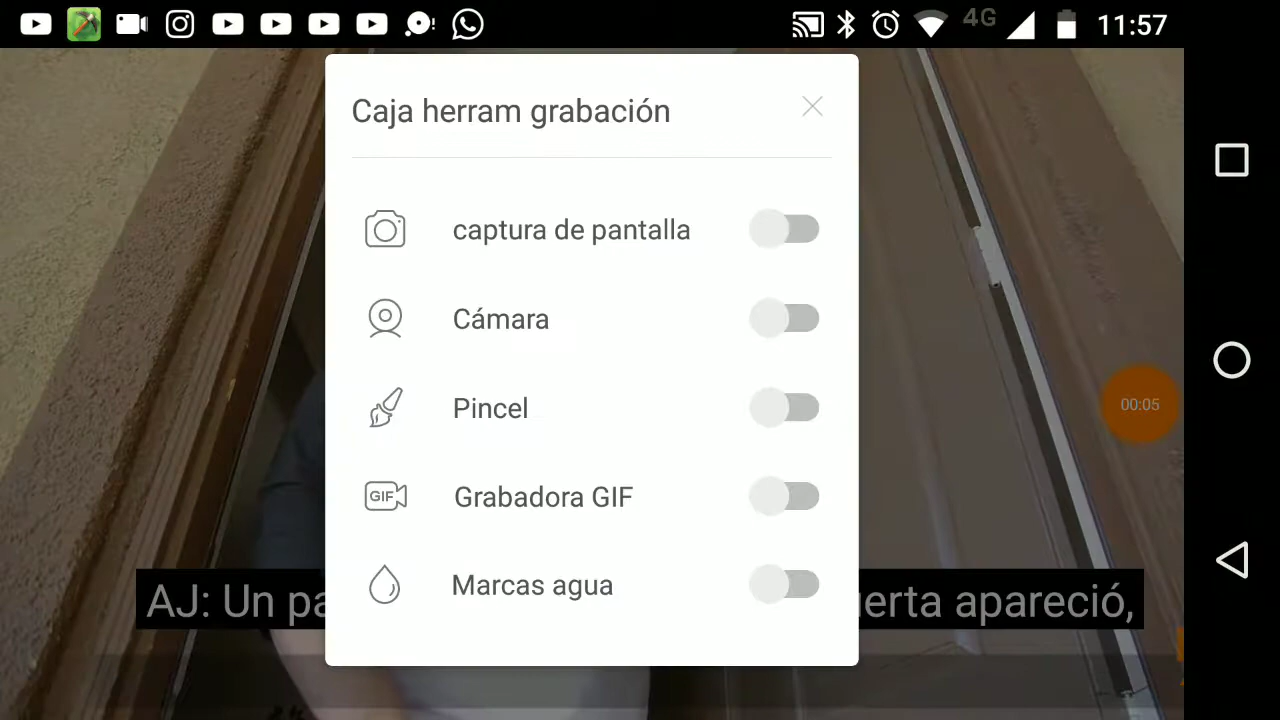 4G 11:57
Caja herram grabación
captura de pantalla
Cámara
Pincel
GIF Grabadora GIF
Marcas agua
00:05
AJ: Un pa erta apareció,